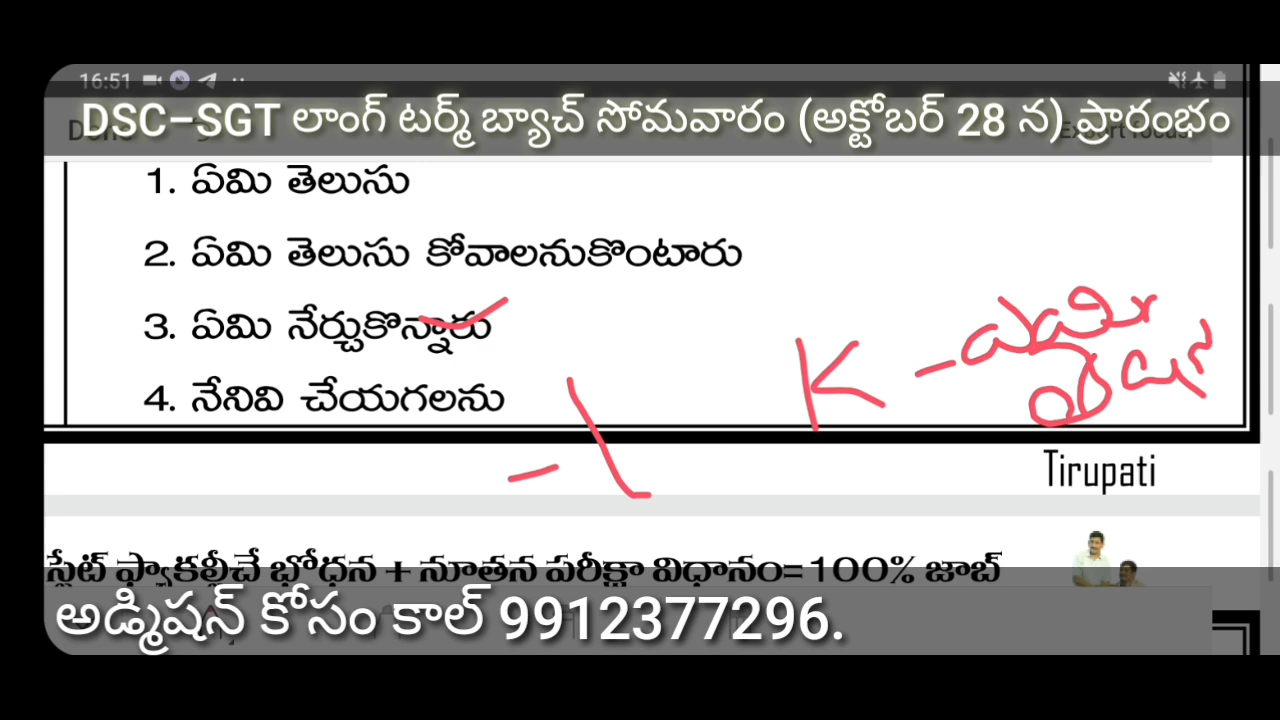 16:51
DSC-SGT లాంగ్ టర్మ్ బ్యాచ్ సోమవారం (అక్టోబర్ 28 న) ప్రారంభం
1. ఏమి తెలుసు
2. ఏమి తెలుసు కోవాలనుకొంటారు
3. ఏమి నేర్చుకొన్నారు
4. నేనివి చేయగలను
K - ఏమి
- L
Tirupati
స్టేట్ ఫ్యాకల్టీచే భోధన + నూతన పరీక్షా విధానం=100% జాబ్
అడ్మిషన్ కోసం కాల్ 9912377296.